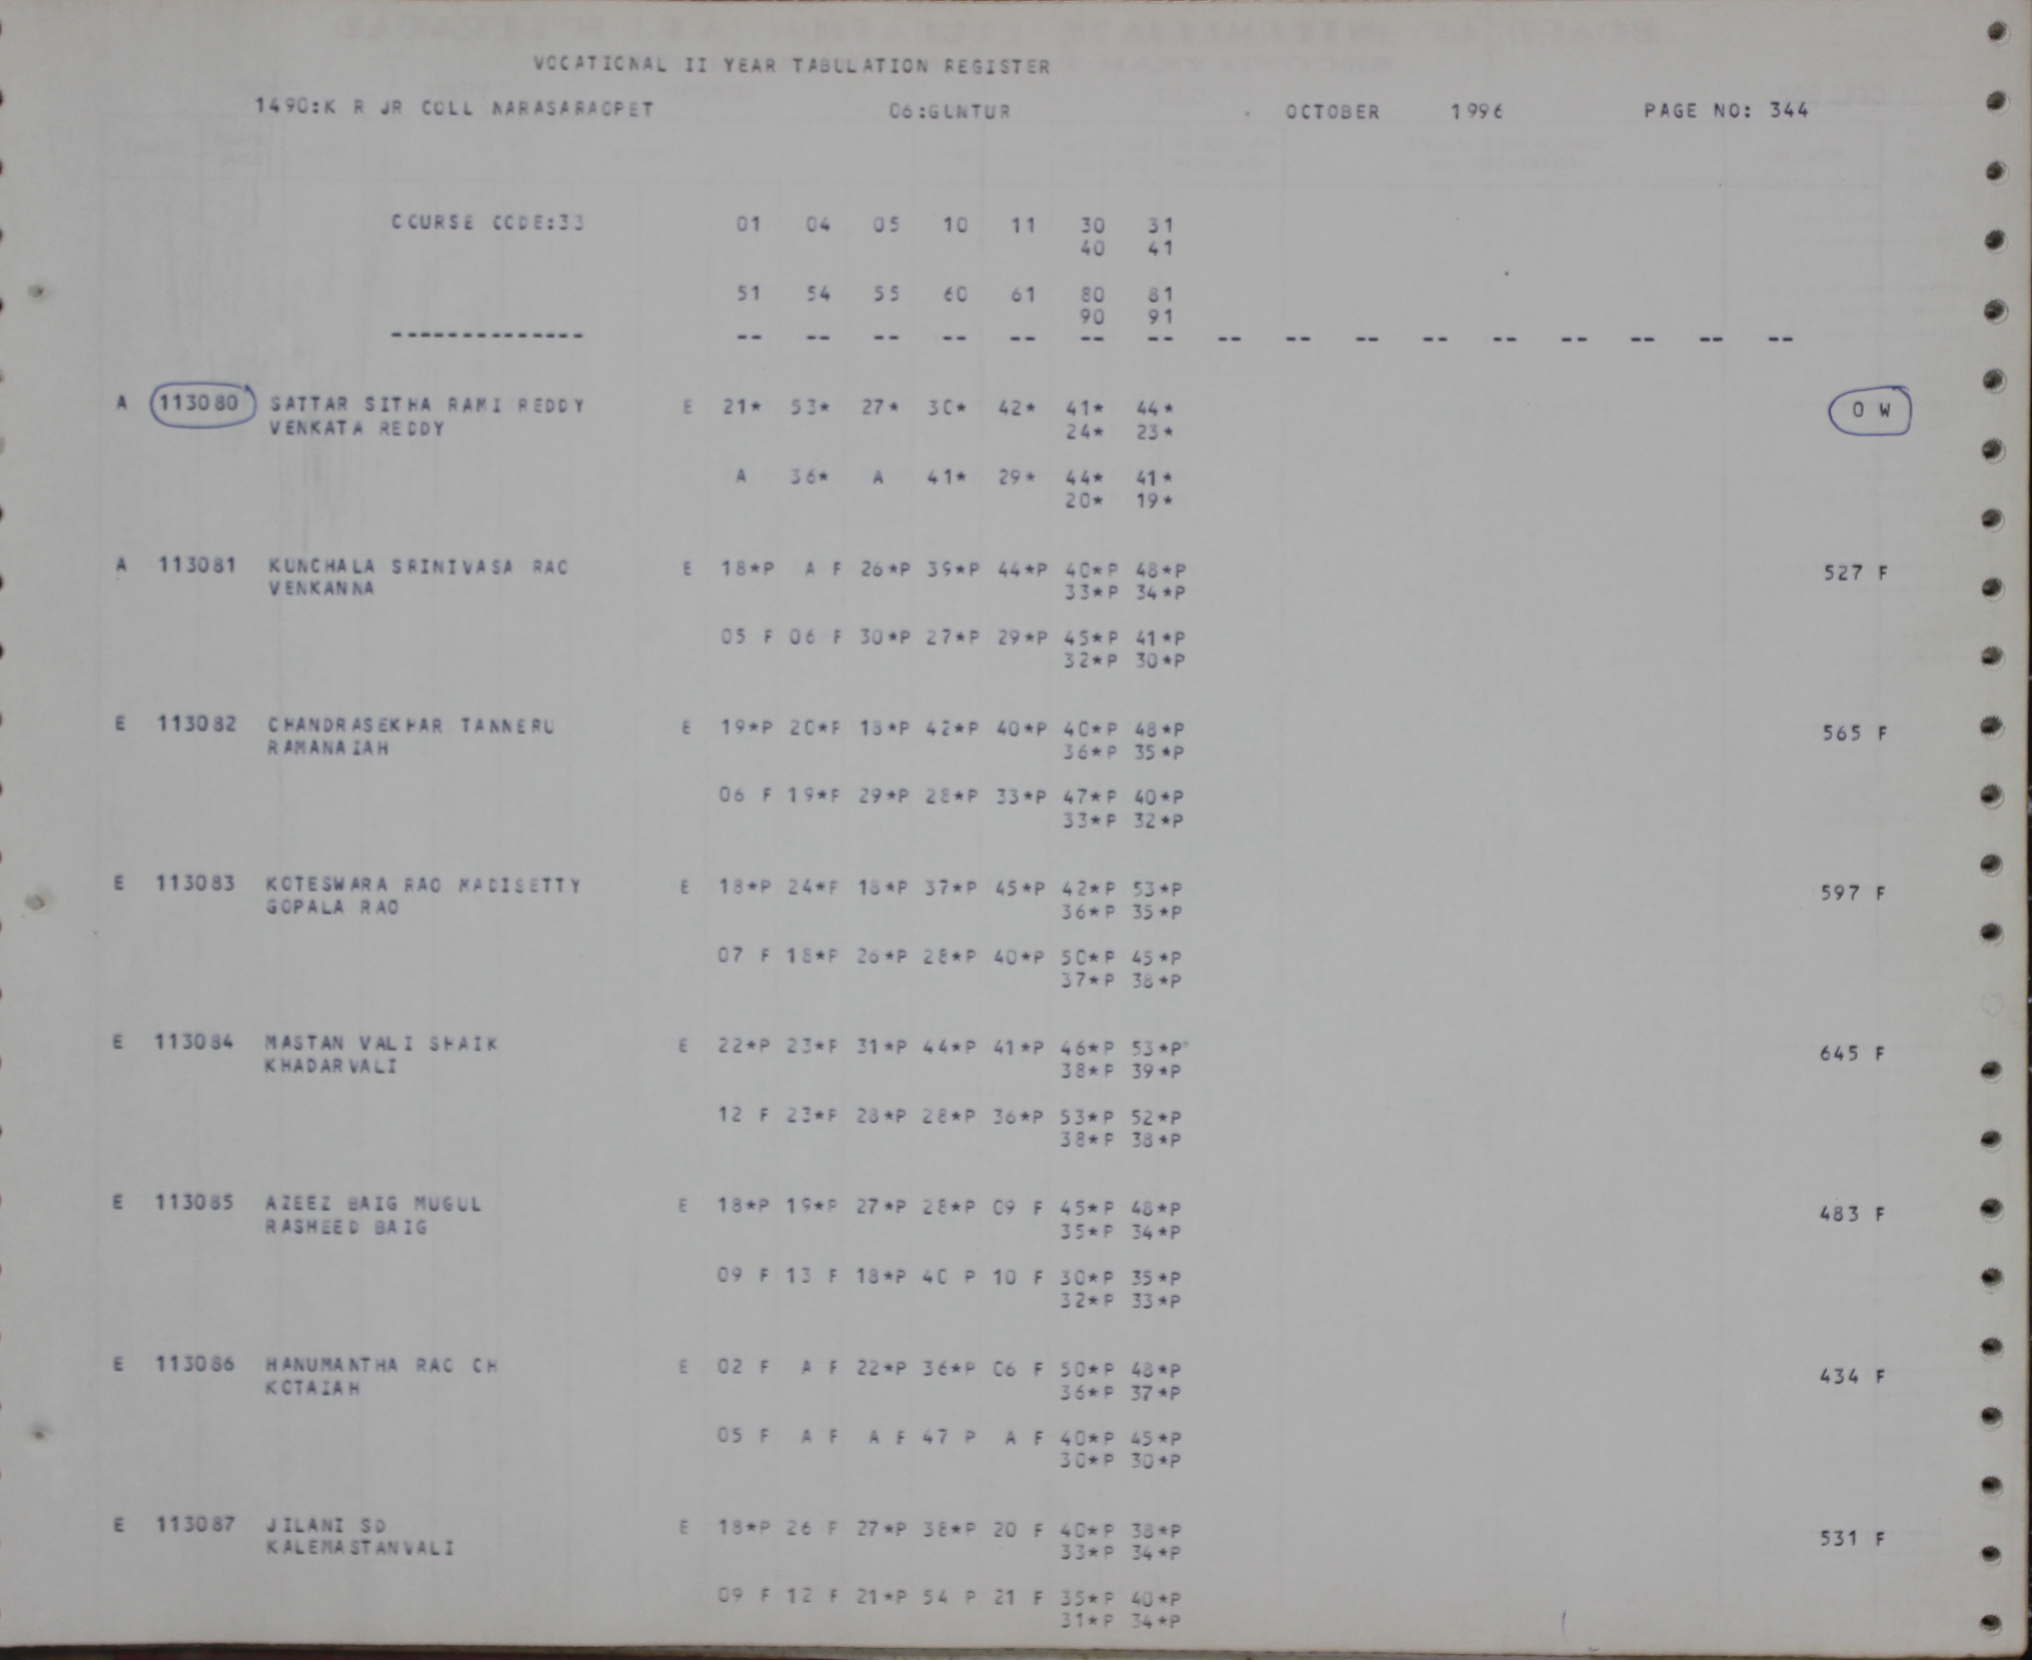 VOCATIONAL II YEAR TABULATION REGISTER
1490:K R JR COLL NARASARAOPET 06:GUNTUR OCTOBER 1996 PAGE NO: 344
COURSE CODE:33 01 04 05 10 11 30 31
40 41
51 54 55 60 61 80 81
90 91
-------------- -- -- -- -- -- -- -- -- -- -- -- -- -- -- -- --
A 113080 SATTAR SITHA RAMI REDDY E 21* 53* 27* 30* 42* 41* 44* 0 W
VENKATA REDDY 24* 23*
A 36* A 41* 29* 44* 41*
20* 19*
A 113081 KUNCHALA SRINIVASA RAO E 18*P A F 26*P 39*P 44*P 40*P 48*P 527 F
VENKANNA 33*P 34*P
05 F 06 F 30*P 27*P 29*P 45*P 41*P
32*P 30*P
E 113082 CHANDRASEKHAR TANNERU E 19*P 20*P 18*P 42*P 40*P 40*P 48*P 565 F
RAMANAIAH 36*P 35*P
06 F 19*P 29*P 28*P 33*P 47*P 40*P
33*P 32*P
E 113083 KOTESWARA RAO MADISETTY E 18*P 24*P 18*P 37*P 45*P 42*P 53*P 597 F
GOPALA RAO 36*P 35*P
07 F 18*P 26*P 28*P 40*P 50*P 45*P
37*P 38*P
E 113084 MASTAN VALI SHAIK E 22*P 23*P 31*P 44*P 41*P 46*P 53*P 645 F
KHADARVALI 38*P 39*P
12 F 23*P 28*P 28*P 36*P 53*P 52*P
38*P 38*P
E 113085 AZEEZ BAIG MUGUL E 18*P 19*P 27*P 28*P 09 F 45*P 48*P 483 F
RASHEED BAIG 35*P 34*P
09 F 13 F 18*P 40 P 10 F 30*P 35*P
32*P 33*P
E 113086 HANUMANTHA RAO CH E 02 F A F 22*P 36*P 06 F 50*P 48*P 434 F
KOTAIAH 36*P 37*P
05 F A F A F 47 P A F 40*P 45*P
30*P 30*P
E 113087 JILANI SD E 18*P 26 P 27*P 38*P 20 F 40*P 38*P 531 F
KALEMASTANVALI 33*P 34*P
09 F 12 F 21*P 54 P 21 F 35*P 40*P
31*P 34*P